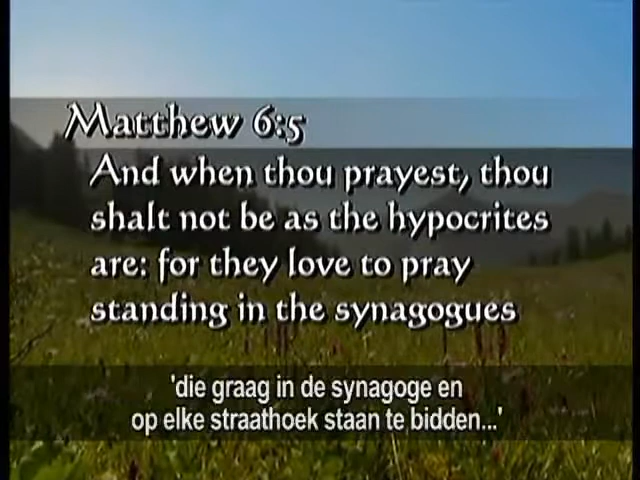 Matthew 6:5
And when thou prayest, thou
shalt not be as the hypocrites
are: for they love to pray
standing in the synagogues
'die graag in de synagoge en
op elke straathoek staan te bidden...'